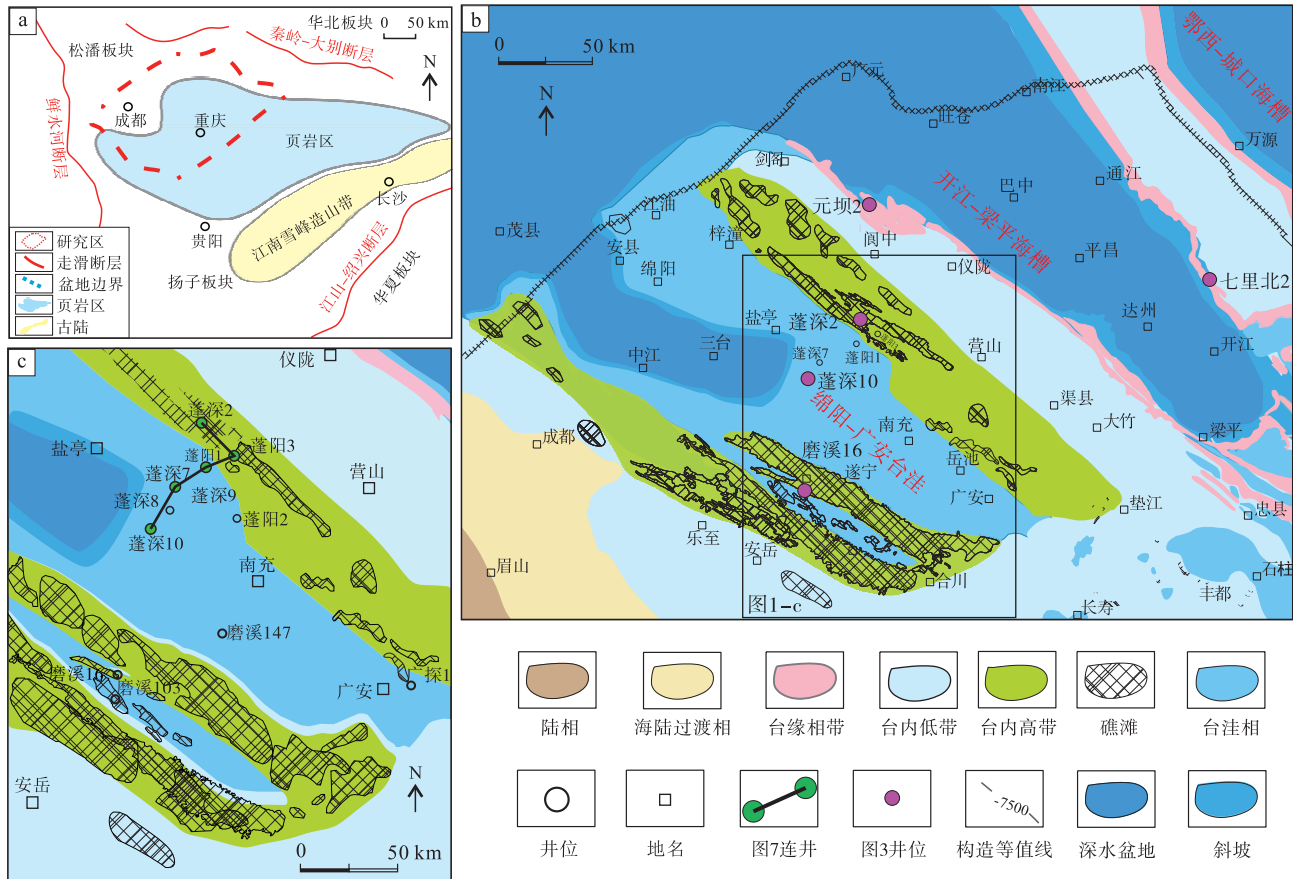 a
华北板块
0 50 km
松潘板块
秦岭-大别断层
N
鲜水河断层
成都
重庆
页岩区
长沙
江南雪峰造山带
贵阳
扬子板块
江山-绍兴断层
华夏板块
研究区
走滑断层
盆地边界
页岩区
古陆
b
0 50 km
N
鄂西-城口海槽
广元
南江
旺仓
万源
剑阁
通江
巴中
开江-梁平海槽
元坝2
江油
茂县
安县
梓潼
阆中
平昌
仪陇
绵阳
七里北2
达州
盐亭
蓬深2
蓬阳3
三台
中江
蓬深7
蓬阳1
营山
开江
蓬深10
绵阳-广安台洼
渠县
大竹
成都
南充
梁平
磨溪16
遂宁
岳池
广安
垫江
忠县
乐至
安岳
眉山
合川
石柱
丰都
长寿
图1-c
c
仪陇
蓬深2
盐亭
蓬阳3
蓬阳1
蓬深7
营山
蓬深8
蓬深9
蓬阳2
蓬深10
南充
磨溪147
磨溪16
磨溪103
广探1
广安
安岳
N
0 50 km
陆相
海陆过渡相
台缘相带
台内低带
台内高带
礁滩
台洼相
井位
地名
图7连井
图3井位
-7500
构造等值线
深水盆地
斜坡